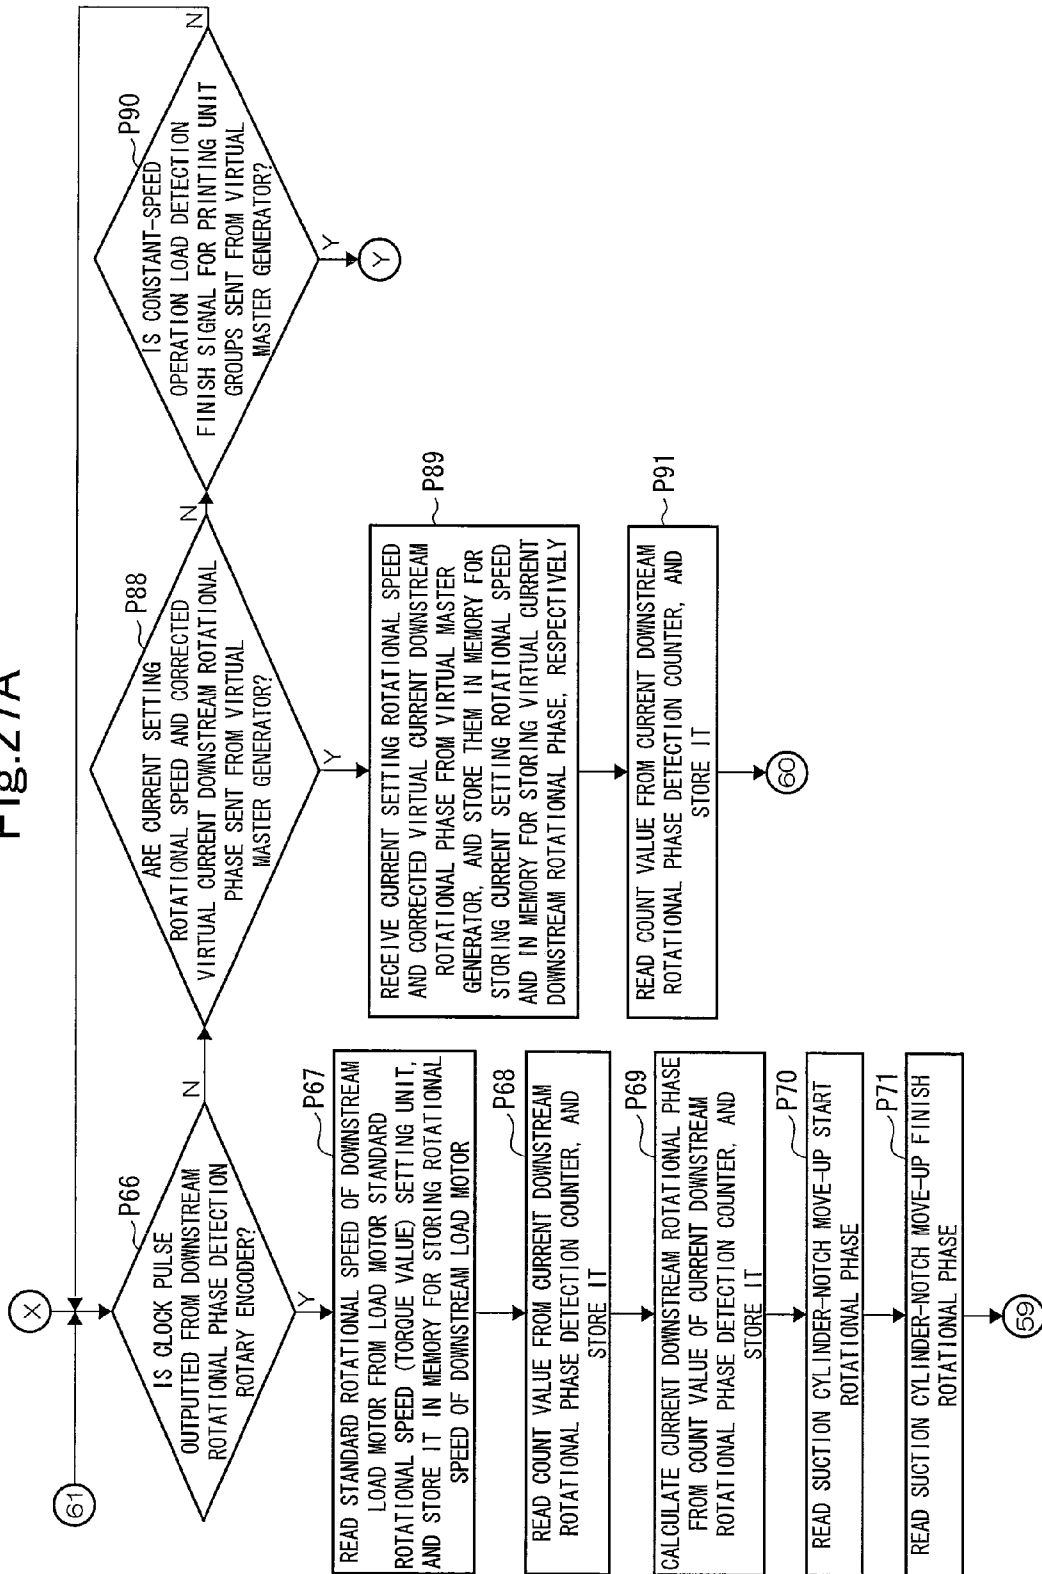 Fig.27A
61
X
P66
IS CLOCK PULSE
OUTPUTTED FROM DOWNSTREAM
ROTATIONAL PHASE DETECTION
ROTARY ENCODER?
N
Y
P67
READ STANDARD ROTATIONAL SPEED OF DOWNSTREAM
LOAD MOTOR FROM LOAD MOTOR STANDARD
ROTATIONAL SPEED (TORQUE VALUE) SETTING UNIT,
AND STORE IT IN MEMORY FOR STORING ROTATIONAL
SPEED OF DOWNSTREAM LOAD MOTOR
P68
READ COUNT VALUE FROM CURRENT DOWNSTREAM
ROTATIONAL PHASE DETECTION COUNTER, AND
STORE IT
P69
CALCULATE CURRENT DOWNSTREAM ROTATIONAL PHASE
FROM COUNT VALUE OF CURRENT DOWNSTREAM
ROTATIONAL PHASE DETECTION COUNTER, AND
STORE IT
P70
READ SUCTION CYLINDER-NOTCH MOVE-UP START
ROTATIONAL PHASE
P71
READ SUCTION CYLINDER-NOTCH MOVE-UP FINISH
ROTATIONAL PHASE
59
P88
ARE CURRENT SETTING
ROTATIONAL SPEED AND CORRECTED
VIRTUAL CURRENT DOWNSTREAM ROTATIONAL
PHASE SENT FROM VIRTUAL
MASTER GENERATOR?
N
Y
P89
RECEIVE CURRENT SETTING ROTATIONAL SPEED
AND CORRECTED VIRTUAL CURRENT DOWNSTREAM
ROTATIONAL PHASE FROM VIRTUAL MASTER
GENERATOR, AND STORE THEM IN MEMORY FOR
STORING CURRENT SETTING ROTATIONAL SPEED
AND IN MEMORY FOR STORING VIRTUAL CURRENT
DOWNSTREAM ROTATIONAL PHASE, RESPECTIVELY
P91
READ COUNT VALUE FROM CURRENT DOWNSTREAM
ROTATIONAL PHASE DETECTION COUNTER, AND
STORE IT
60
P90
IS CONSTANT-SPEED
OPERATION LOAD DETECTION
FINISH SIGNAL FOR PRINTING UNIT
GROUPS SENT FROM VIRTUAL
MASTER GENERATOR?
N
Y
Y